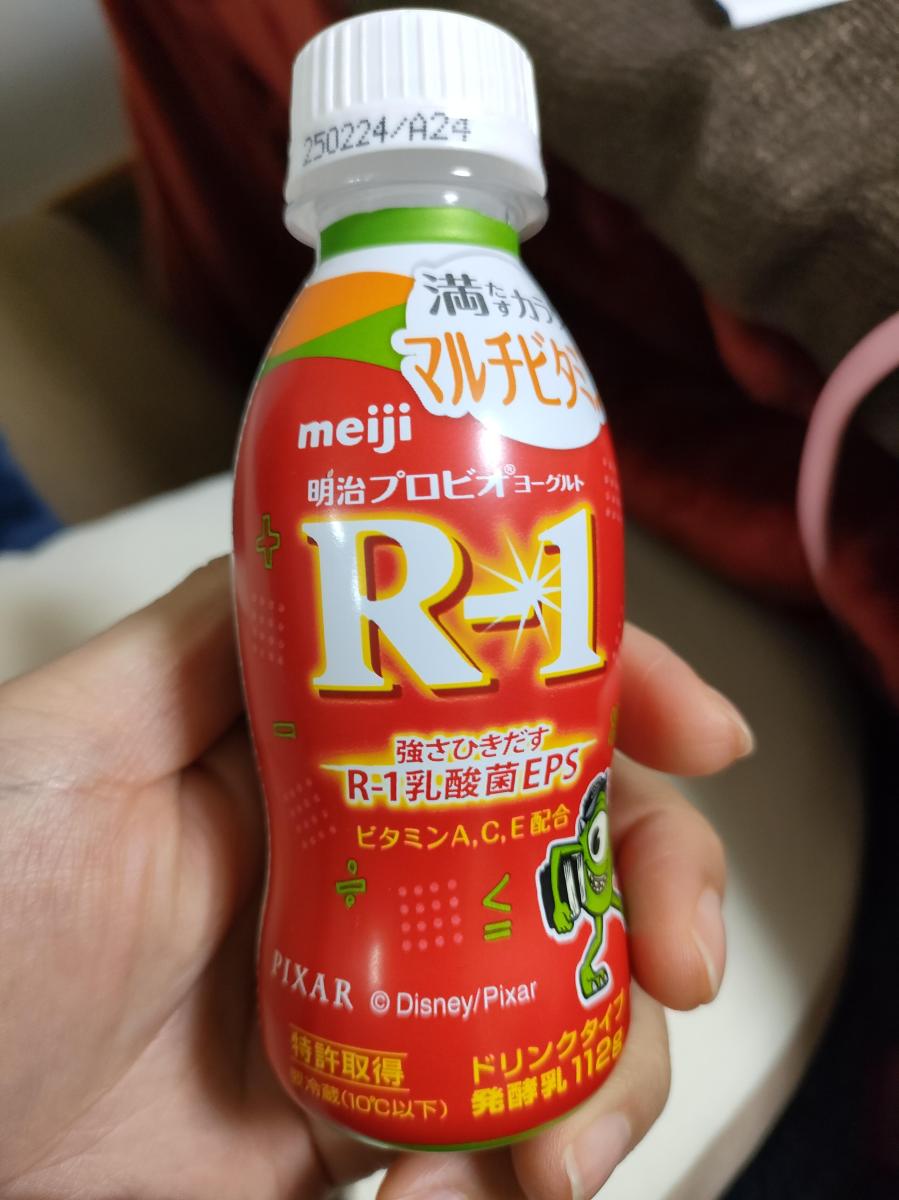 250224/A24
満たすカラ
マルチビタミン
meiji
明治プロビオ®ヨーグルト
R-1
強さひきだす
R-1乳酸菌EPS
ビタミンA,C,E配合
PIXAR © Disney/Pixar
特許取得
要冷蔵(10℃以下)
ドリンクタイプ
発酵乳 112g